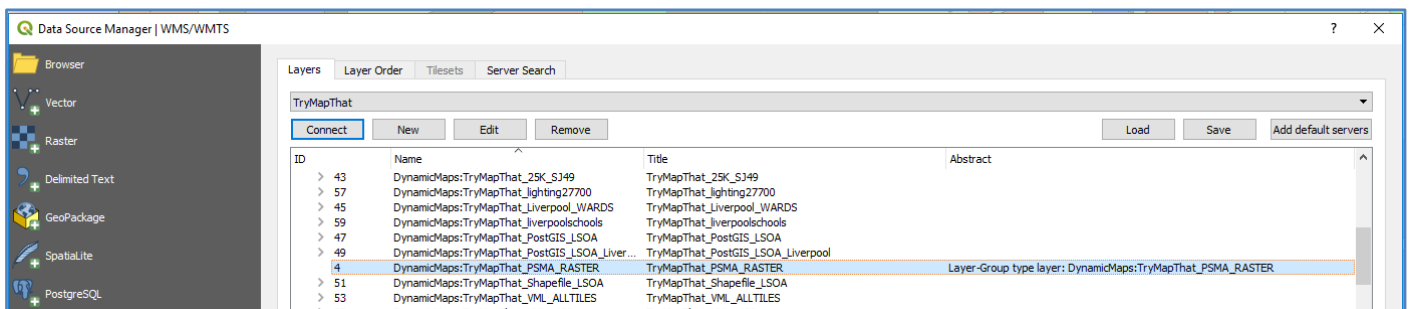 Data Source Manager | WMS/WMTS ? ×
Browser
Vector
Raster
Delimited Text
GeoPackage
SpatiaLite
PostgreSQL
Layers Layer Order Tilesets Server Search
TryMapThat
Connect New Edit Remove Load Save Add default servers
ID Name Title Abstract
> 43 DynamicMaps:TryMapThat_25K_SJ49 TryMapThat_25K_SJ49
> 57 DynamicMaps:TryMapThat_lighting27700 TryMapThat_lighting27700
> 45 DynamicMaps:TryMapThat_Liverpool_WARDS TryMapThat_Liverpool_WARDS
> 59 DynamicMaps:TryMapThat_liverpoolschools TryMapThat_liverpoolschools
> 47 DynamicMaps:TryMapThat_PostGIS_LSOA TryMapThat_PostGIS_LSOA
> 49 DynamicMaps:TryMapThat_PostGIS_LSOA_Liver... TryMapThat_PostGIS_LSOA_Liverpool
4 DynamicMaps:TryMapThat_PSMA_RASTER TryMapThat_PSMA_RASTER Layer-Group type layer: DynamicMaps:TryMapThat_PSMA_RASTER
> 51 DynamicMaps:TryMapThat_Shapefile_LSOA TryMapThat_Shapefile_LSOA
> 53 DynamicMaps:TryMapThat_VML_ALLTILES TryMapThat_VML_ALLTILES